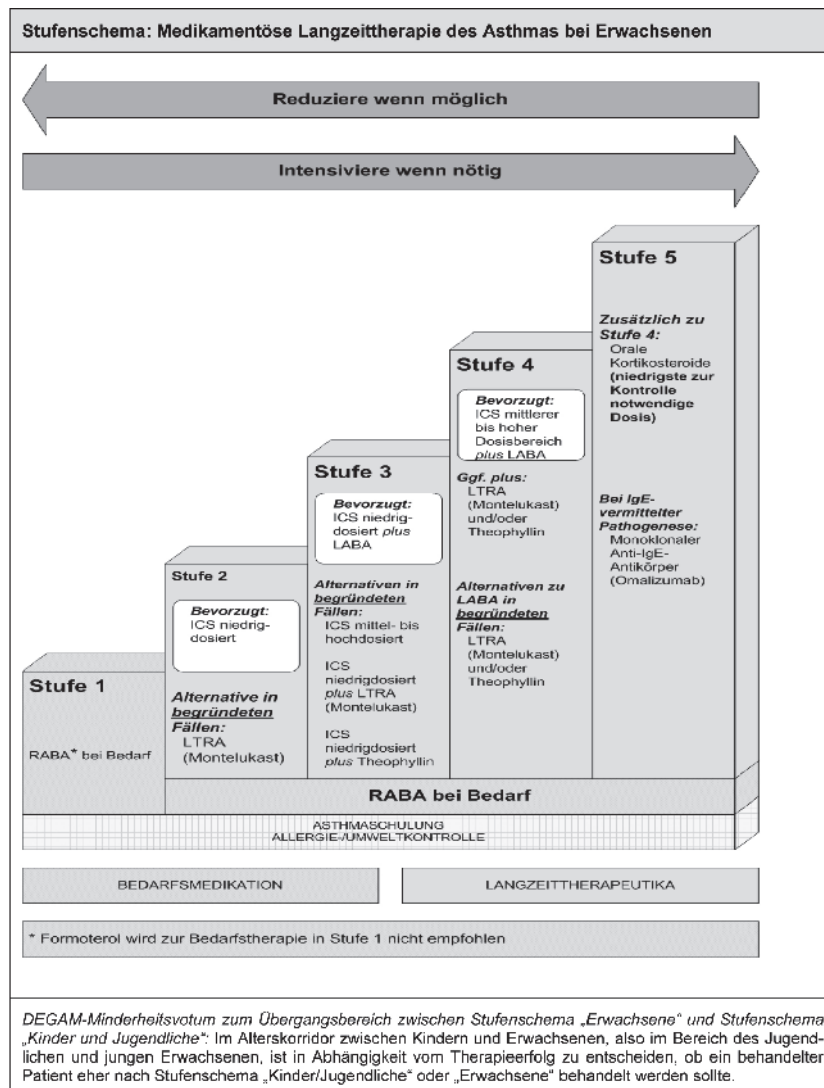 Stufenschema: Medikamentöse Langzeittherapie des Asthmas bei Erwachsenen
Reduziere wenn möglich
Intensiviere wenn nötig
Stufe 1
RABA* bei Bedarf
Stufe 2
Bevorzugt:
ICS niedrig-
dosiert
Alternative in
begründeten
Fällen:
LTRA
(Montelukast)
Stufe 3
Bevorzugt:
ICS niedrig-
dosiert plus
LABA
Alternativen in
begründeten
Fällen:
ICS mittel- bis
hochdosiert
ICS
niedrigdosiert
plus LTRA
(Montelukast)
ICS
niedrigdosiert
plus Theophyllin
Stufe 4
Bevorzugt:
ICS mittlerer
bis hoher
Dosisbereich
plus LABA
Ggf. plus:
LTRA
(Montelukast)
und/oder
Theophyllin
Alternativen zu
LABA in
begründeten
Fällen:
LTRA
(Montelukast)
und/oder
Theophyllin
Stufe 5
Zusätzlich zu
Stufe 4:
Orale
Kortikosteroide
(niedrigste zur
Kontrolle
notwendige
Dosis)
Bei IgE-
vermittelter
Pathogenese:
Monoklonaler
Anti-IgE-
Antikörper
(Omalizumab)
RABA bei Bedarf
ASTHMASCHULUNG
ALLERGIE-/UMWELTKONTROLLE
BEDARFSMEDIKATION
LANGZEITTHERAPEUTIKA
* Formoterol wird zur Bedarfstherapie in Stufe 1 nicht empfohlen
DEGAM-Minderheitsvotum zum Übergangsbereich zwischen Stufenschema „Erwachsene“ und Stufenschema
„Kinder und Jugendliche“: Im Alterskorridor zwischen Kindern und Erwachsenen, also im Bereich des Jugend-
lichen und jungen Erwachsenen, ist in Abhängigkeit vom Therapieerfolg zu entscheiden, ob ein behandelter
Patient eher nach Stufenschema „Kinder/Jugendliche“ oder „Erwachsene“ behandelt werden sollte.